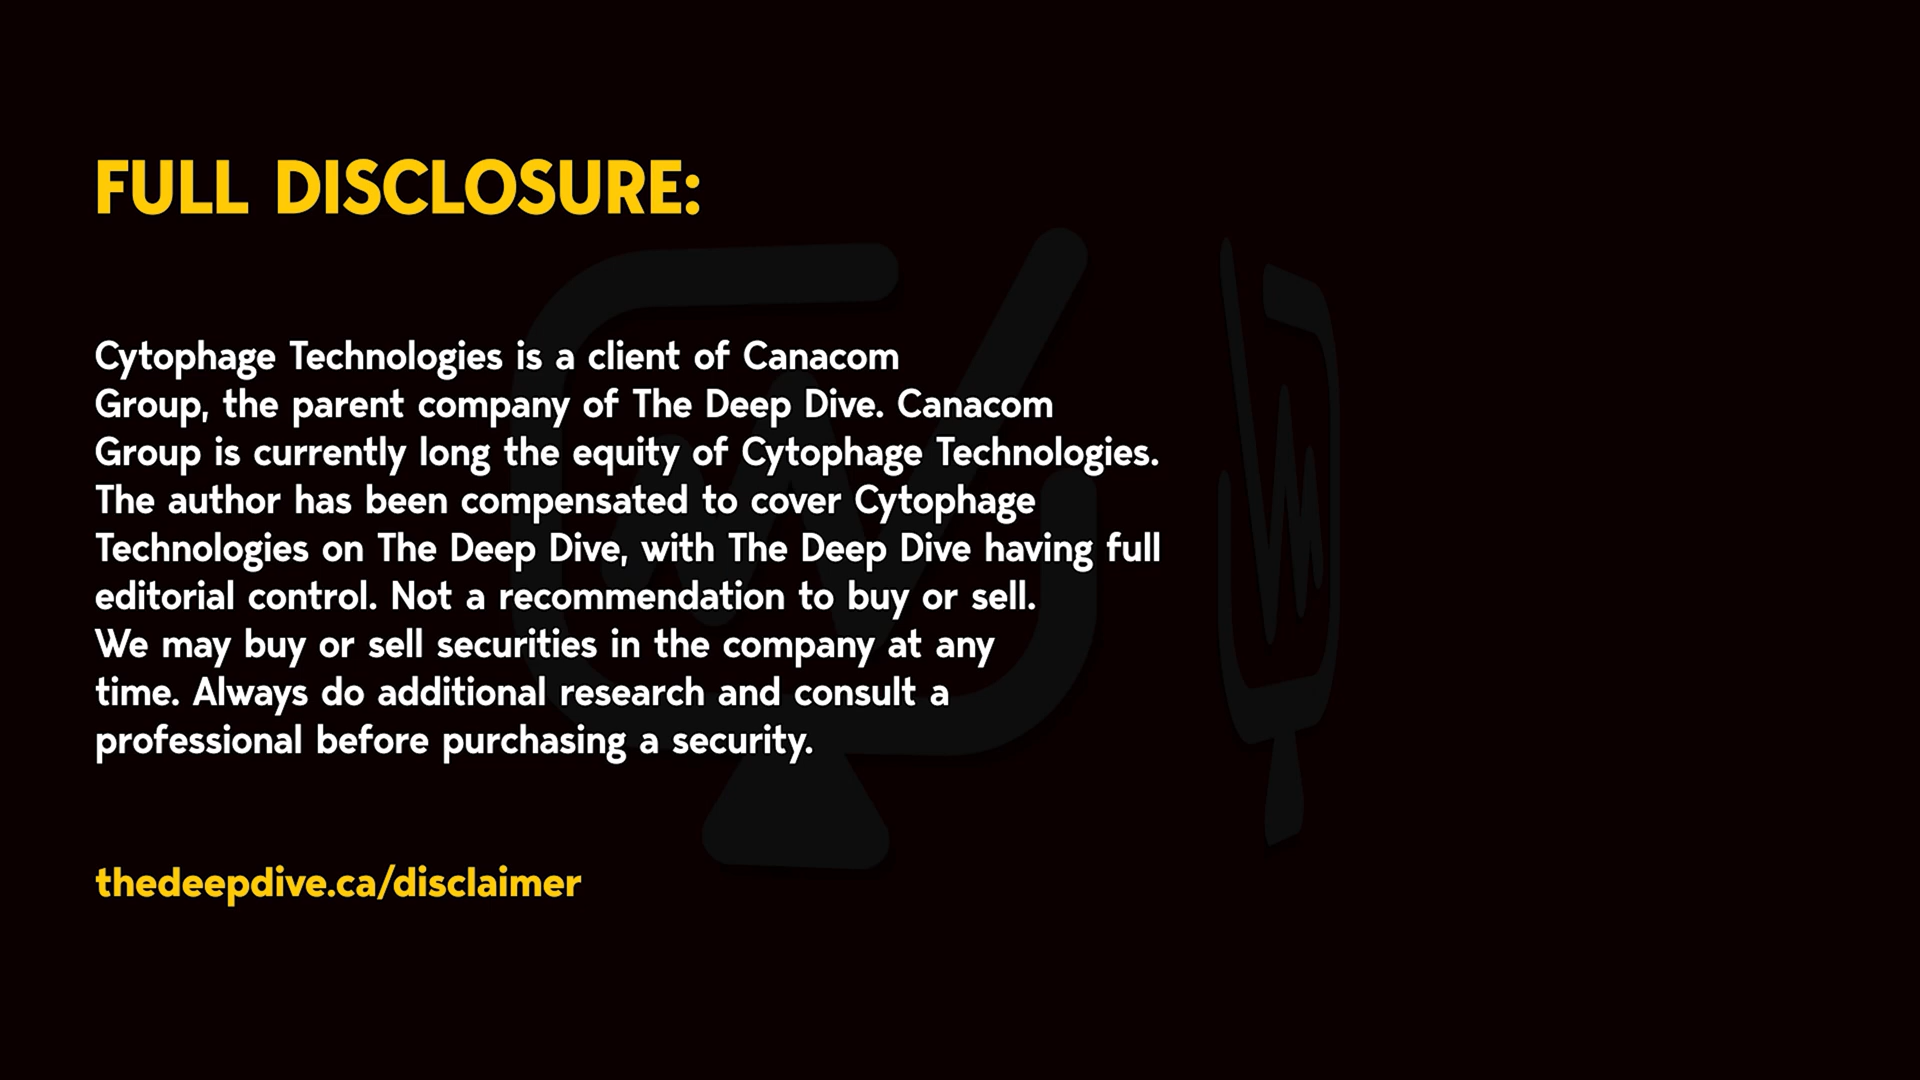 FULL DISCLOSURE:
Cytophage Technologies is a client of Canacom
Group, the parent company of The Deep Dive. Canacom
Group is currently long the equity of Cytophage Technologies.
The author has been compensated to cover Cytophage
Technologies on The Deep Dive, with The Deep Dive having full
editorial control. Not a recommendation to buy or sell.
We may buy or sell securities in the company at any
time. Always do additional research and consult a
professional before purchasing a security.
thedeepdive.ca/disclaimer